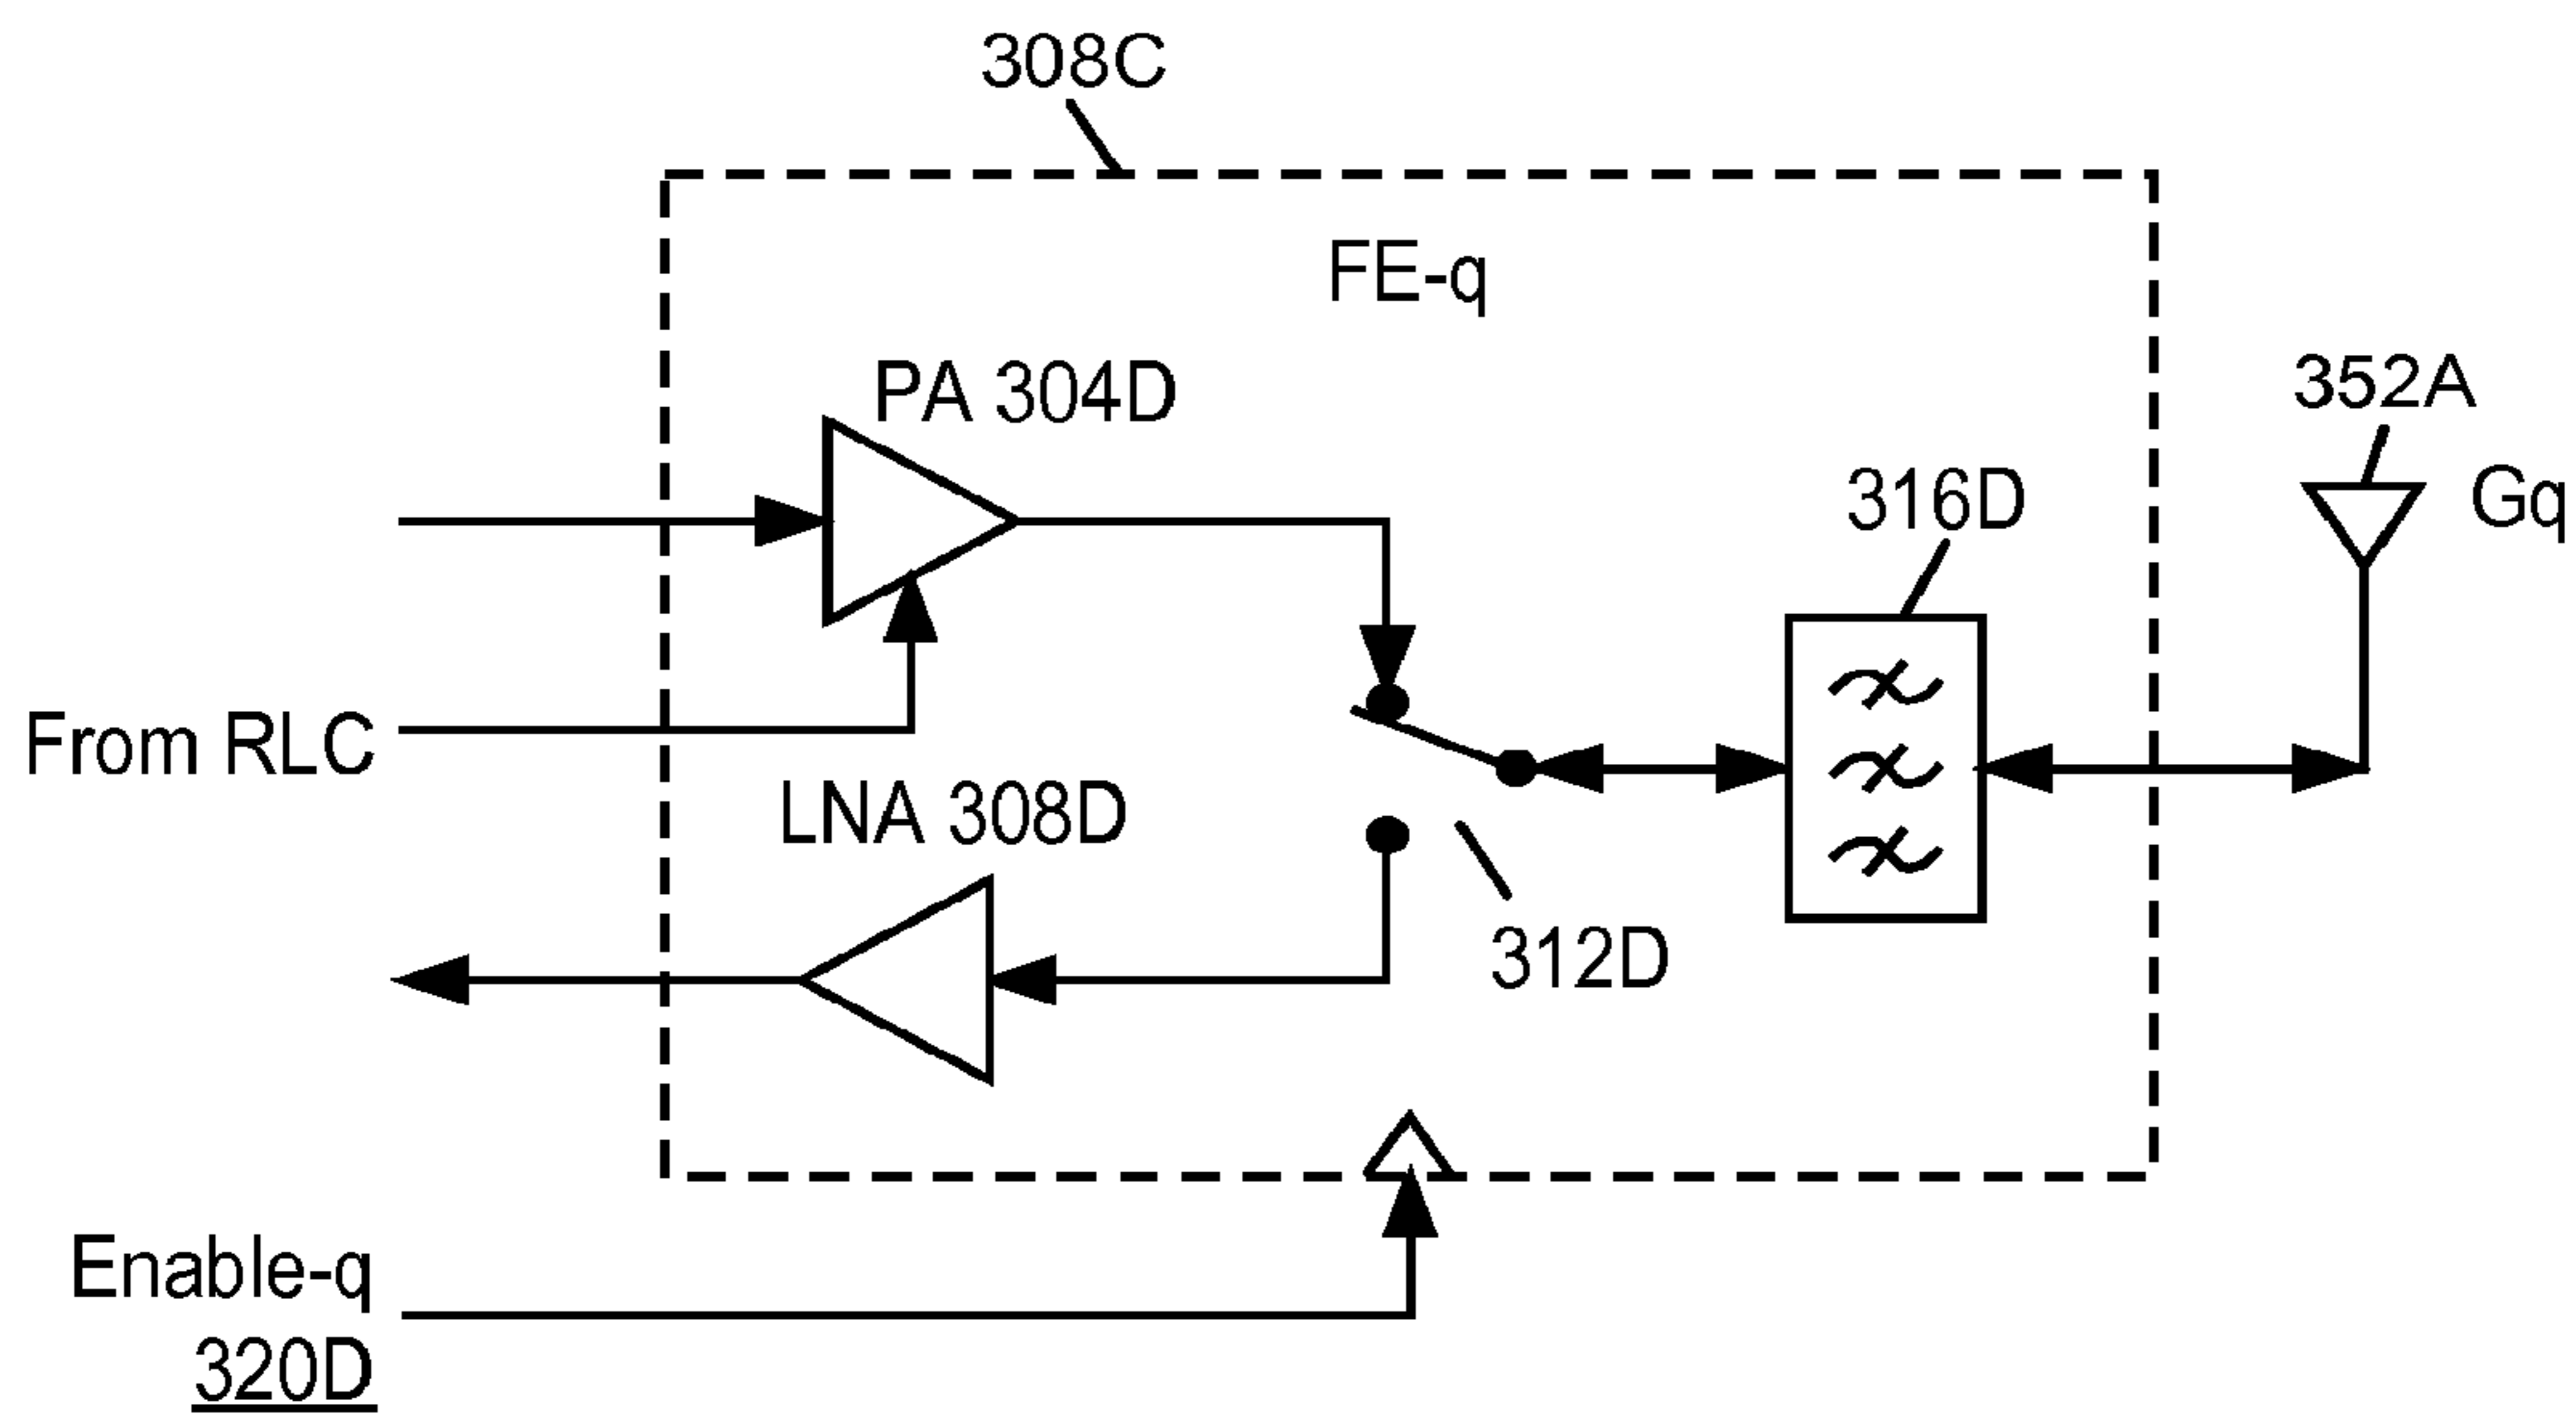 308C
FE-q
PA 304D
352A
Gq
316D
From RLC
LNA 308D
312D
Enable-q
320D